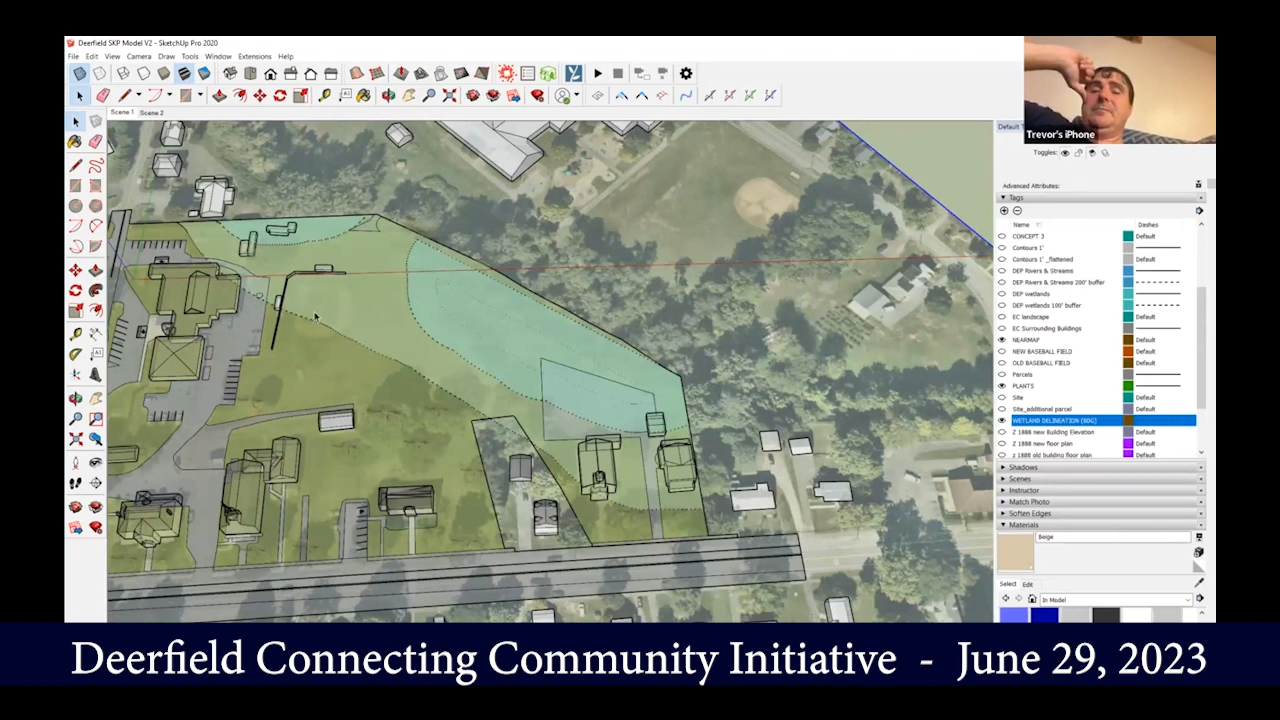 Deerfield SKP Model V2 - SketchUp Pro 2020
File Edit View Camera Draw Tools Window Extensions Help
Scene 1 Scene 2
Trevor's iPhone
Default T
Toggles:
Advanced Attributes:
Tags
Name Dashes
CONCEPT 3 Default
Contours 1'
Contours 1' _flattened Default
DEP Rivers & Streams
DEP Rivers & Streams 200' buffer
DEP wetlands
DEP wetlands 100' buffer
EC landscape Default
EC Surrounding Buildings
NEARMAP Default
NEW BASEBALL FIELD Default
OLD BASEBALL FIELD Default
Parcels
PLANTS
Site Default
Site_additional parcel Default
WETLAND DELINEATION (BDG) Default
Z 1888 new Building Elevation Default
Z 1888 new floor plan Default
z 1888 old building floor plan Default
Shadows
Scenes
Instructor
Match Photo
Soften Edges
Materials
Beige
Select Edit
In Model
Deerfield Connecting Community Initiative - June 29, 2023